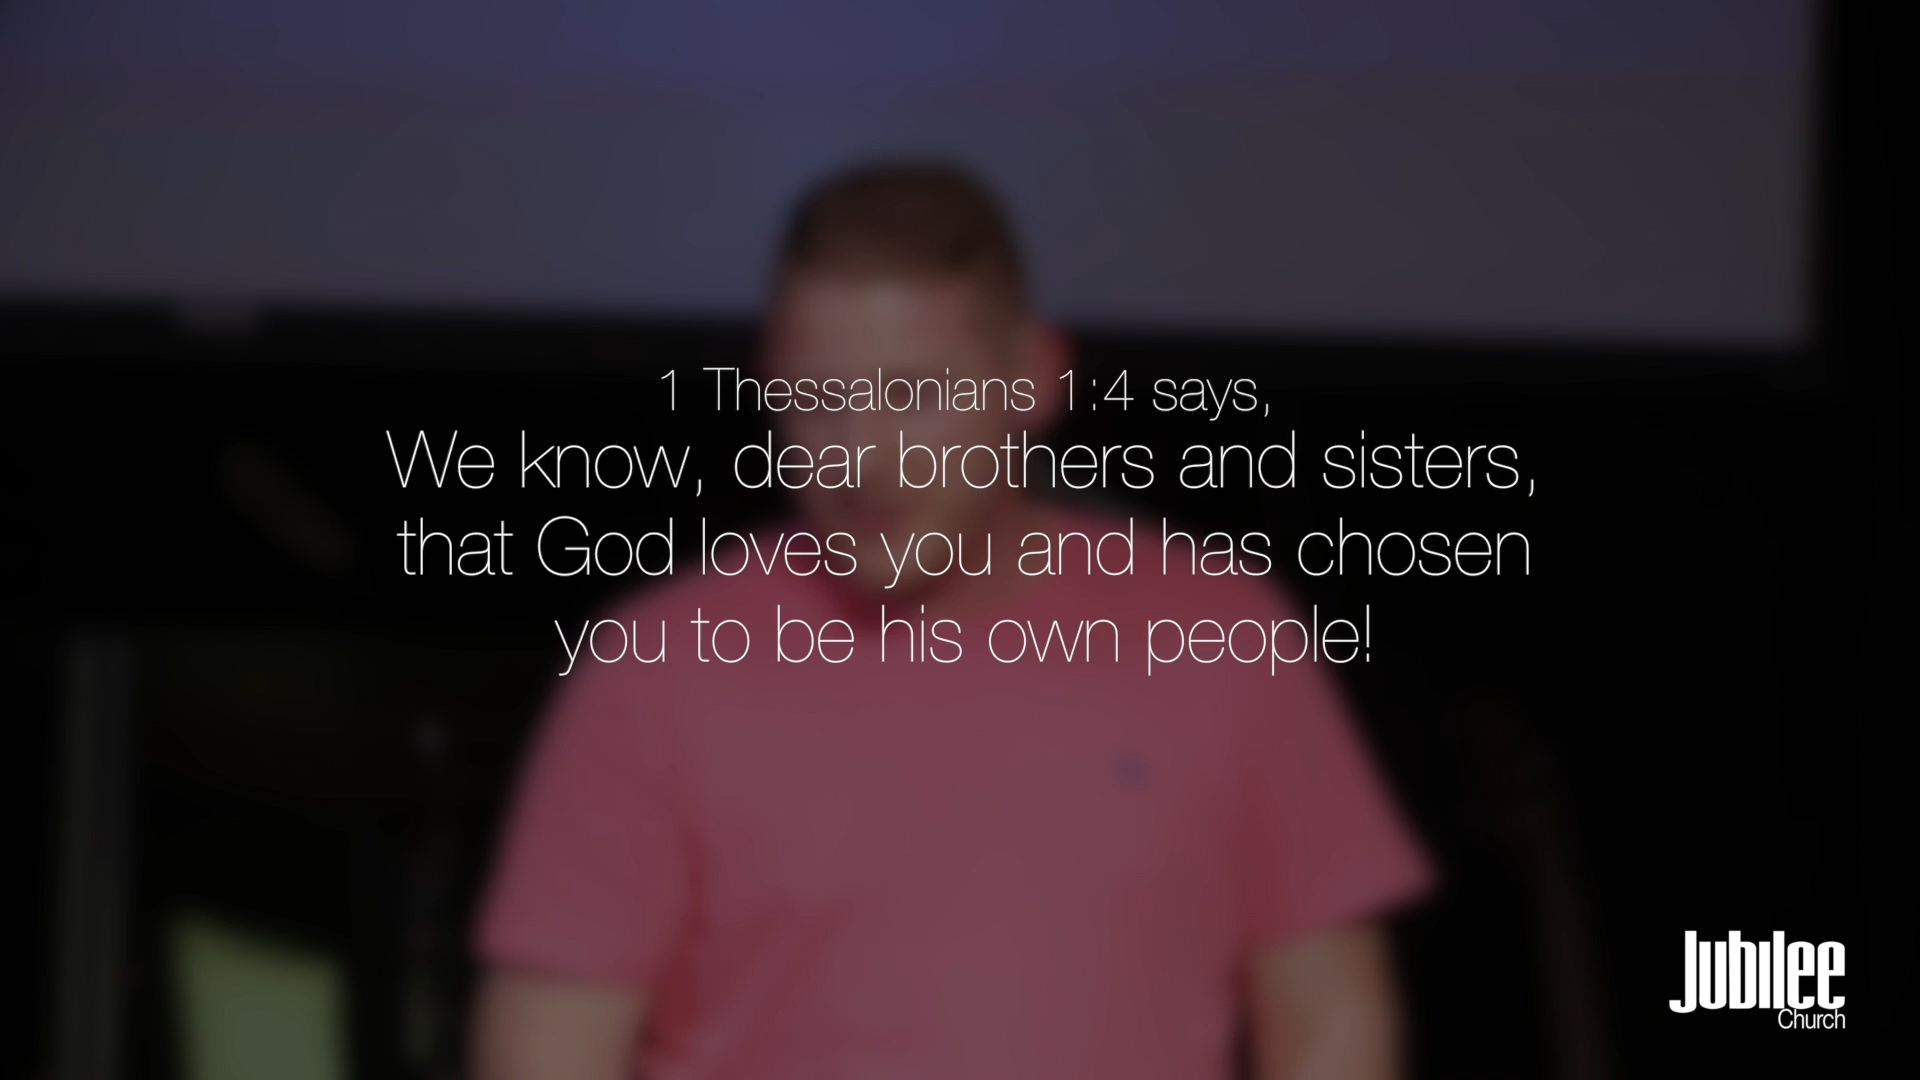 1 Thessalonians 1:4 says,
We know, dear brothers and sisters,
that God loves you and has chosen
you to be his own people!
Jubilee
Church